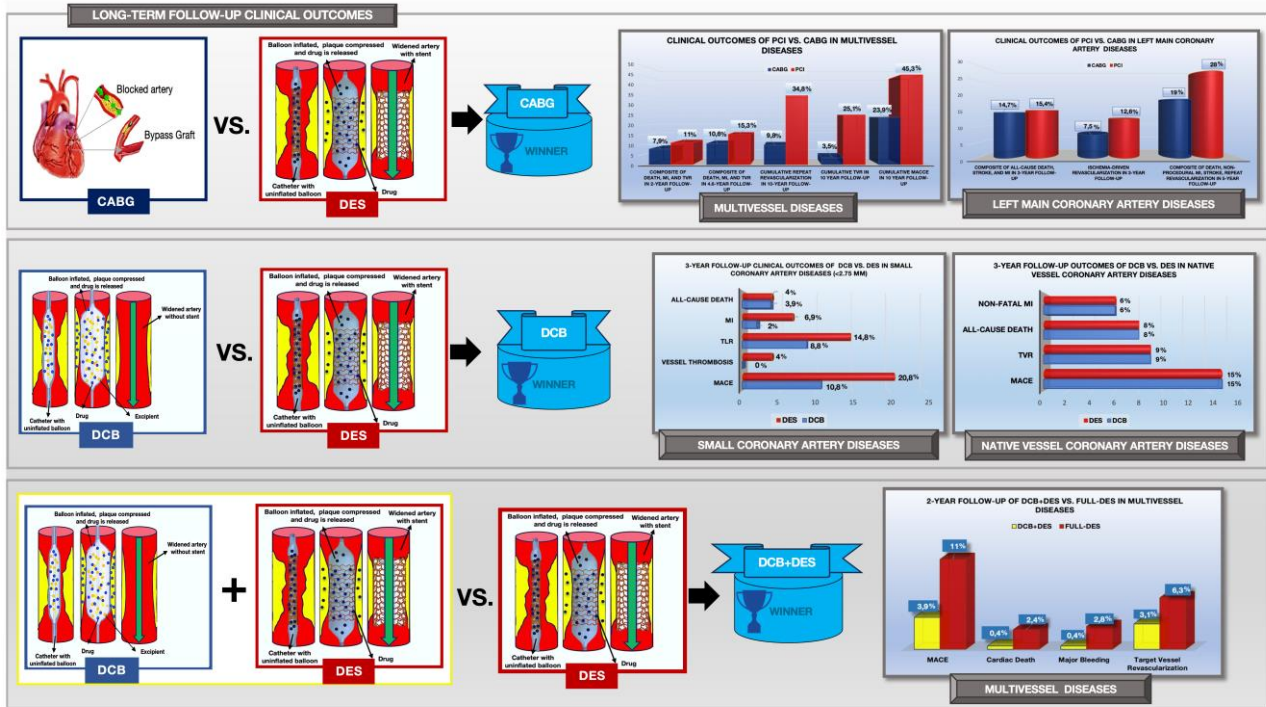 LONG-TERM FOLLOW-UP CLINICAL OUTCOMES
Blocked artery
Bypass Graft
CABG
VS.
Balloon inflated, plaque compressed
and drug is released
Widened artery
with stent
Catheter with
uninflated balloon
Drug
DES
CABG
WINNER
CLINICAL OUTCOMES OF PCI VS. CABG IN MULTIVESSEL
DISEASES
CABG
PCI
50
45
40
35
30
25
20
15
10
5
0
7,9%
11%
10,6%
15,3%
9,8%
34,8%
3,5%
25,1%
23,9%
45,3%
COMPOSITE OF
DEATH, MI, AND TVR
IN 2-YEAR FOLLOW-
UP
COMPOSITE OF
DEATH, MI, AND TVR
IN 4.6-YEAR FOLLOW-
UP
CUMULATIVE REPEAT
REVASCULARIZATION
IN 10-YEAR FOLLOW-
UP
CUMULATIVE TVR IN
10 YEAR FOLLOW-UP
CUMULATIVE MACCE
IN 10 YEAR FOLLOW-
UP
MULTIVESSEL DISEASES
CLINICAL OUTCOMES OF PCI VS. CABG IN LEFT MAIN CORONARY
ARTERY DISEASES
CABG
PCI
30
25
20
15
10
5
0
14,7%
15,4%
7,5%
12,6%
19%
28%
COMPOSITE OF ALL-CAUSE DEATH,
STROKE, AND MI IN 3-YEAR FOLLOW-
UP
ISCHEMIA-DRIVEN
REVASCULARIZATION IN 3-YEAR
FOLLOW-UP
COMPOSITE OF DEATH, NON-
PROCEDURAL MI, STROKE, REPEAT
REVASCULARIZATION IN 5-YEAR
FOLLOW-UP
LEFT MAIN CORONARY ARTERY DISEASES
Balloon inflated, plaque compressed
and drug is released
Widened artery
without stent
Catheter with
uninflated balloon
Drug
Excipient
DCB
VS.
Balloon inflated, plaque compressed
and drug is released
Widened artery
with stent
Catheter with
uninflated balloon
Drug
DES
DCB
WINNER
3-YEAR FOLLOW-UP CLINICAL OUTCOMES OF DCB VS. DES IN SMALL
CORONARY ARTERY DISEASES (<2.75 MM)
ALL-CAUSE DEATH
4%
3,9%
MI
6,9%
2%
TLR
14,8%
8,8%
VESSEL THROMBOSIS
4%
0%
MACE
20,8%
10,8%
0 5 10 15 20 25
DES
DCB
SMALL CORONARY ARTERY DISEASES
3-YEAR FOLLOW-UP OUTCOMES OF DCB VS. DES IN NATIVE
VESSEL CORONARY ARTERY DISEASES
NON-FATAL MI
6%
6%
ALL-CAUSE DEATH
8%
8%
TVR
9%
9%
MACE
15%
15%
0 2 4 6 8 10 12 14 16
DES
DCB
NATIVE VESSEL CORONARY ARTERY DISEASES
Balloon inflated, plaque compressed
and drug is released
Widened artery
without stent
Catheter with
uninflated balloon
Drug
Excipient
DCB
+
Balloon inflated, plaque compressed
and drug is released
Widened artery
with stent
Catheter with
uninflated balloon
Drug
DES
VS.
Balloon inflated, plaque compressed
and drug is released
Widened artery
with stent
Catheter with
uninflated balloon
Drug
DES
DCB+DES
WINNER
2-YEAR FOLLOW-UP OF DCB+DES VS. FULL-DES IN MULTIVESSEL
DISEASES
DCB+DES
FULL-DES
3,9%
11%
0,4%
2,4%
0,4%
2,8%
3,1%
6,3%
MACE
Cardiac Death
Major Bleeding
Target Vessel
Revascularization
MULTIVESSEL DISEASES